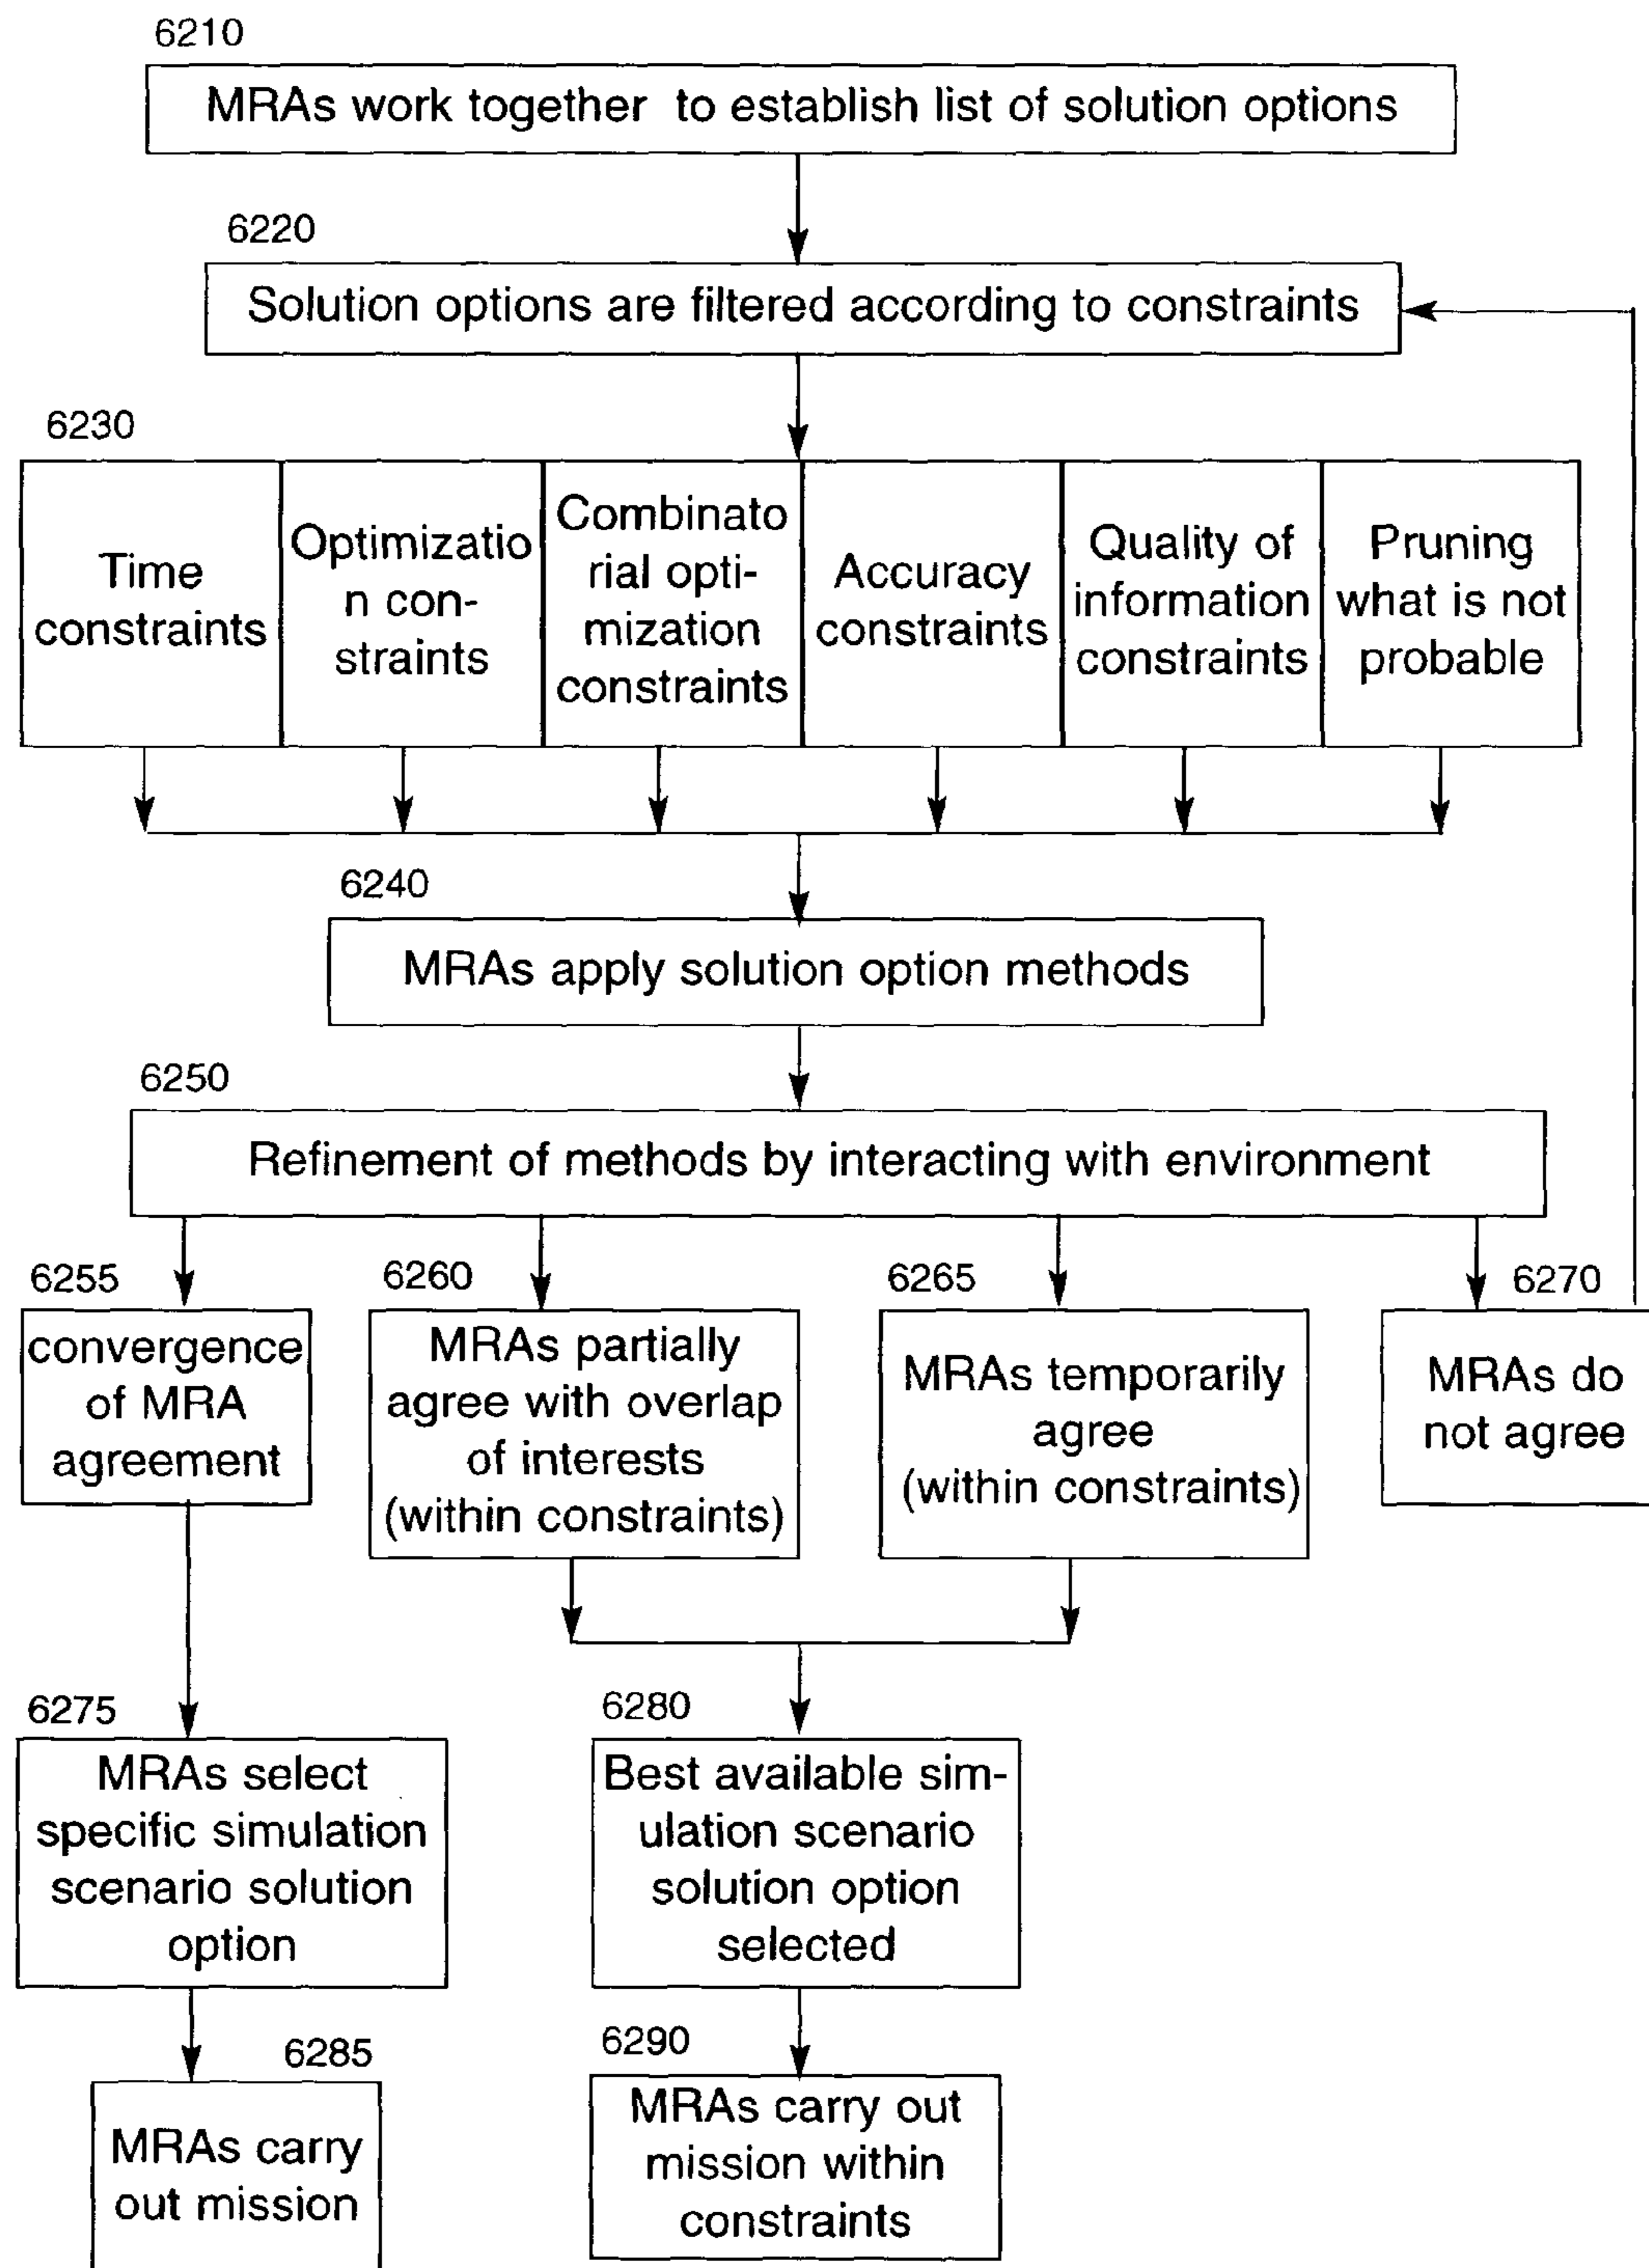 6210
MRAs work together to establish list of solution options
6220
Solution options are filtered according to constraints
6230
Time
constraints
Optimizatio
n con-
straints
Combinato
rial opti-
mization
constraints
Accuracy
constraints
Quality of
information
constraints
Pruning
what is not
probable
6240
MRAs apply solution option methods
6250
Refinement of methods by interacting with environment
6255
convergence
of MRA
agreement
6260
MRAs partially
agree with overlap
of interests
(within constraints)
6265
MRAs temporarily
agree
(within constraints)
6270
MRAs do
not agree
6275
MRAs select
specific simulation
scenario solution
option
6280
Best available sim-
ulation scenario
solution option
selected
6285
MRAs carry
out mission
6290
MRAs carry out
mission within
constraints